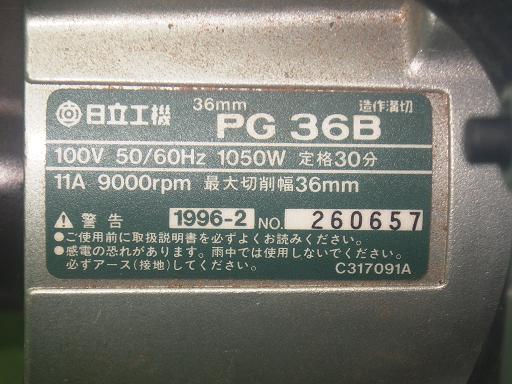 36mm 造作溝切
日立工機 PG 36B
100V 50/60Hz 1050W 定格30分
11A 9000rpm 最大切削幅36mm
警告 1996-2 NO. 260657
●ご使用前に取扱説明書を必ずよくお読みください。
●感電の恐れがあります。雨中では使用しないでください。
必ずアース(接地)してください。
C317091A